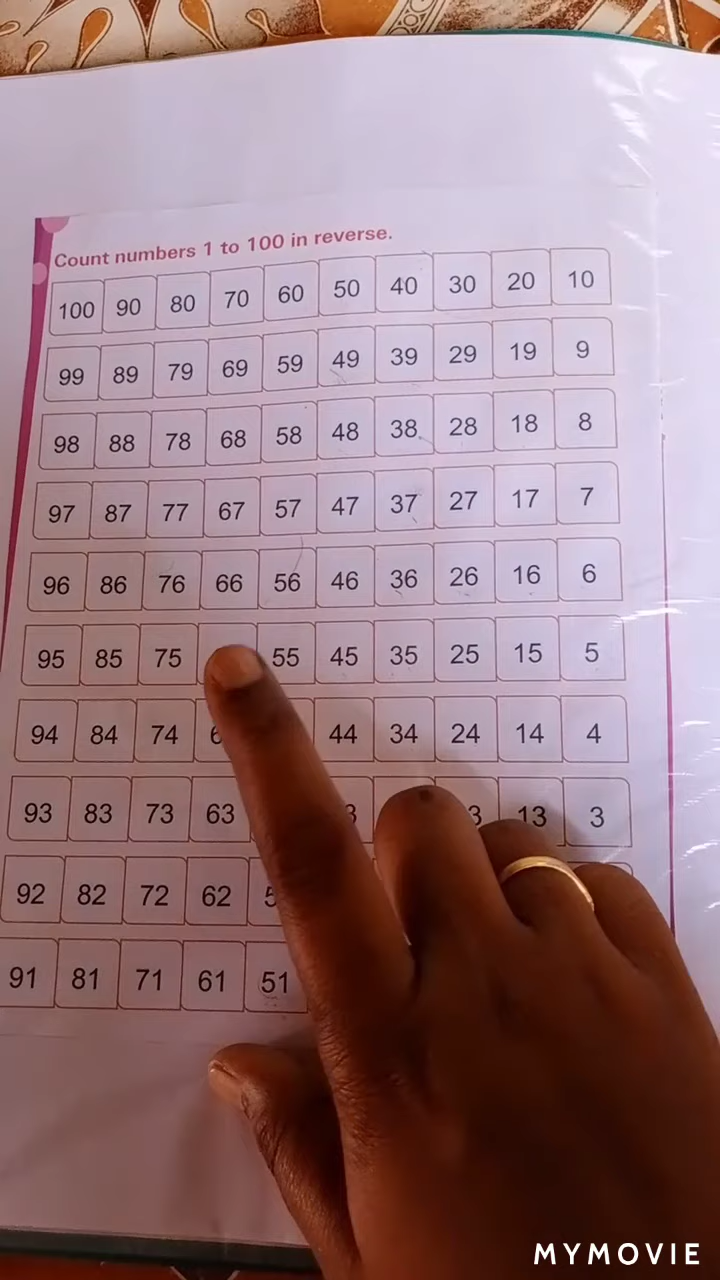 Count numbers 1 to 100 in reverse.
100 90 80 70 60 50 40 30 20 10
99 89 79 69 59 49 39 29 19 9
98 88 78 68 58 48 38 28 18 8
97 87 77 67 57 47 37 27 17 7
96 86 76 66 56 46 36 26 16 6
95 85 75 55 45 35 25 15 5
94 84 74 44 34 24 14 4
93 83 73 63 13 3
92 82 72 62
91 81 71 61 51
MYMOVIE